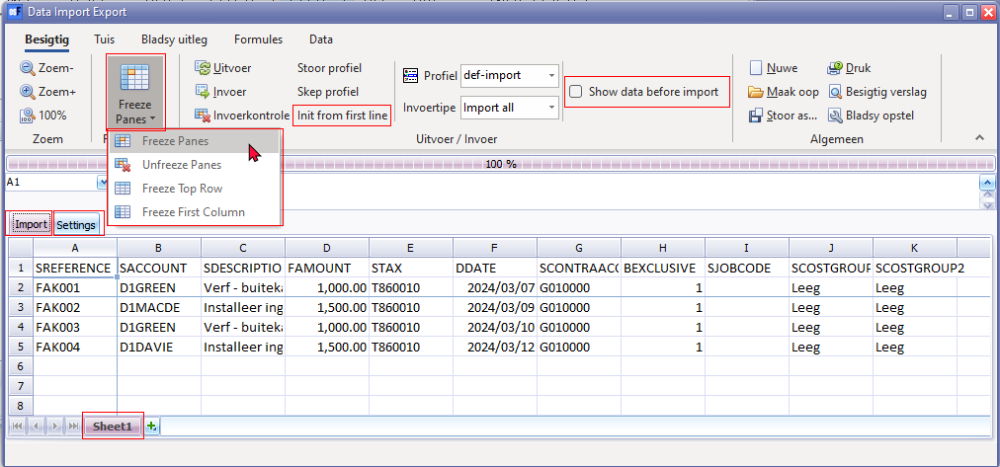 Data Import Export
Besigtig Tuis Bladsy uitleg Formules Data
Zoem-
Zoem+
100%
Zoem
Freeze
Panes
Uitvoer
Invoer
Invoerkontrole
Stoor profiel
Skep profiel
Init from first line
Profiel def-import
Invoertipe Import all
Show data before import
Uitvoer / Invoer
Nuwe
Maak oop
Stoor as...
Druk
Besigtig verslag
Bladsy opstel
Algemeen
Freeze Panes
Unfreeze Panes
Freeze Top Row
Freeze First Column
100 %
A1
Import Settings
A B C D E F G H I J K
1 SREFERENCE SACCOUNT SDESCRIPTIO FAMOUNT STAX DDATE SCONTRAACC BEXCLUSIVE SJOBCODE SCOSTGROUP SCOSTGROUP2
2 FAK001 D1GREEN Verf - buiteka 1,000.00 T860010 2024/03/07 G010000 1 Leeg Leeg
3 FAK002 D1MACDE Installeer ing 1,500.00 T860010 2024/03/09 G010000 1 Leeg Leeg
4 FAK003 D1GREEN Verf - buiteka 1,000.00 T860010 2024/03/10 G010000 1 Leeg Leeg
5 FAK004 D1DAVIE Installeer ing 1,500.00 T860010 2024/03/12 G010000 1 Leeg Leeg
6
7
8
Sheet1